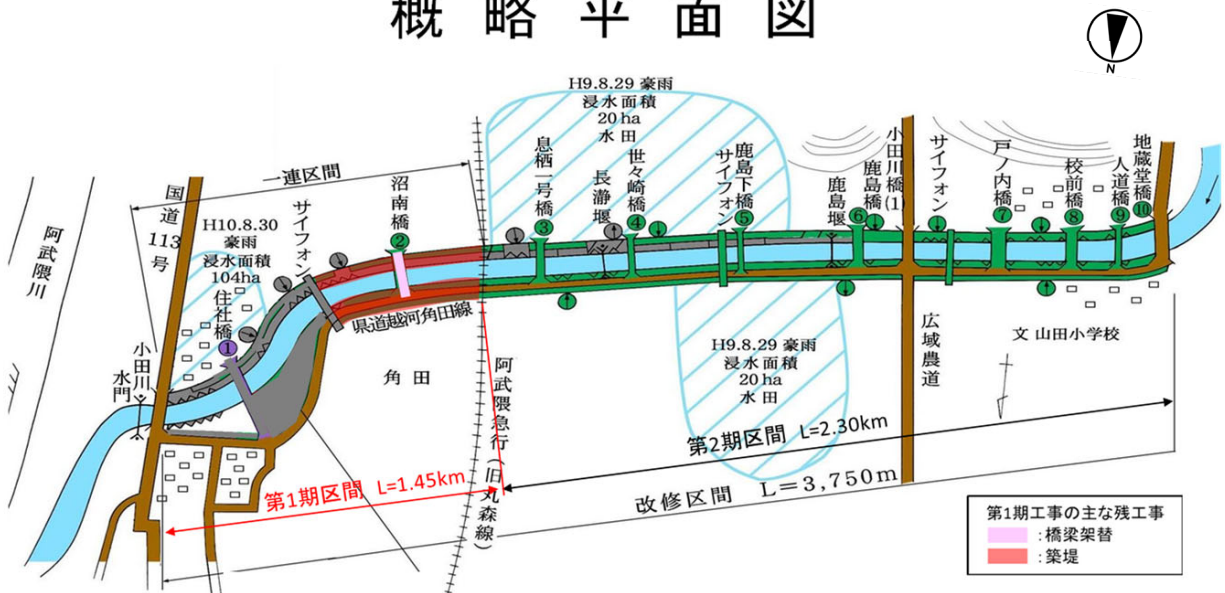 概略平面図
N
H9.8.29 豪雨
浸水面積
20 ha
水田
一連区間
国道113号
H10.8.30
豪雨
浸水面積
104ha
サイフォン
沼南橋
②
息栖一号橋
③
長瀞堰
世々崎橋
④
サイフォン
鹿島下橋
⑤
鹿島堰
鹿島橋
⑥
小田川橋(1)
サイフォン
戸ノ内橋
⑦
校前橋
⑧
人道橋
⑨
地蔵堂橋
⑩
阿武隈川
住社橋
①
小田川
水門
県道越河角田線
角田
阿武隈急行(旧丸森線)
H9.8.29 豪雨
浸水面積
20 ha
水田
広域農道
文 山田小学校
第1期区間 L=1.45km
第2期区間 L=2.30km
改修区間 L=3,750m
第1期工事の主な残工事
:橋梁架替
:築堤